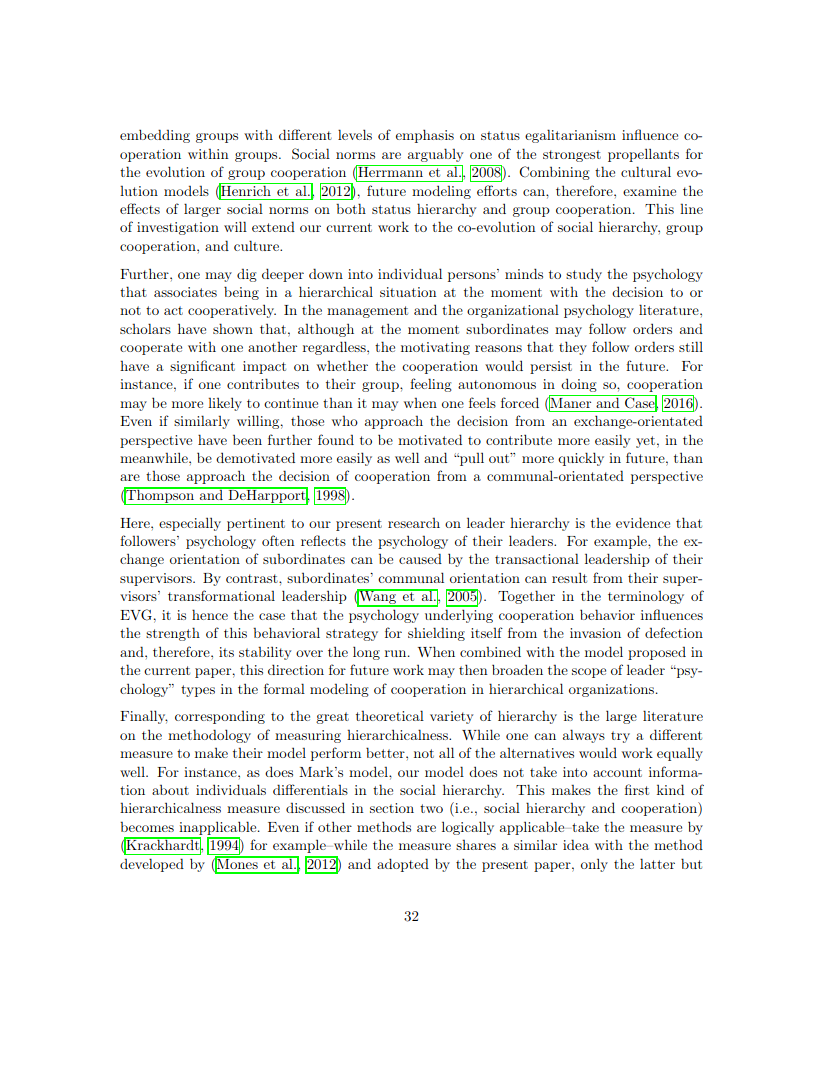 embedding groups with different levels of emphasis on status egalitarianism influence co-
operation within groups. Social norms are arguably one of the strongest propellants for
the evolution of group cooperation (Herrmann et al., 2008). Combining the cultural evo-
lution models (Henrich et al., 2012), future modeling efforts can, therefore, examine the
effects of larger social norms on both status hierarchy and group cooperation. This line
of investigation will extend our current work to the co-evolution of social hierarchy, group
cooperation, and culture.
Further, one may dig deeper down into individual persons' minds to study the psychology
that associates being in a hierarchical situation at the moment with the decision to or
not to act cooperatively. In the management and the organizational psychology literature,
scholars have shown that, although at the moment subordinates may follow orders and
cooperate with one another regardless, the motivating reasons that they follow orders still
have a significant impact on whether the cooperation would persist in the future. For
instance, if one contributes to their group, feeling autonomous in doing so, cooperation
may be more likely to continue than it may when one feels forced (Maner and Case, 2016).
Even if similarly willing, those who approach the decision from an exchange-orientated
perspective have been further found to be motivated to contribute more easily yet, in the
meanwhile, be demotivated more easily as well and “pull out” more quickly in future, than
are those approach the decision of cooperation from a communal-orientated perspective
(Thompson and DeHarpport, 1998).
Here, especially pertinent to our present research on leader hierarchy is the evidence that
followers' psychology often reflects the psychology of their leaders. For example, the ex-
change orientation of subordinates can be caused by the transactional leadership of their
supervisors. By contrast, subordinates' communal orientation can result from their super-
visors' transformational leadership (Wang et al., 2005). Together in the terminology of
EVG, it is hence the case that the psychology underlying cooperation behavior influences
the strength of this behavioral strategy for shielding itself from the invasion of defection
and, therefore, its stability over the long run. When combined with the model proposed in
the current paper, this direction for future work may then broaden the scope of leader “psy-
chology” types in the formal modeling of cooperation in hierarchical organizations.
Finally, corresponding to the great theoretical variety of hierarchy is the large literature
on the methodology of measuring hierarchicalness. While one can always try a different
measure to make their model perform better, not all of the alternatives would work equally
well. For instance, as does Mark's model, our model does not take into account informa-
tion about individuals differentials in the social hierarchy. This makes the first kind of
hierarchicalness measure discussed in section two (i.e., social hierarchy and cooperation)
becomes inapplicable. Even if other methods are logically applicable–take the measure by
(Krackhardt, 1994) for example–while the measure shares a similar idea with the method
developed by (Mones et al., 2012) and adopted by the present paper, only the latter but
32